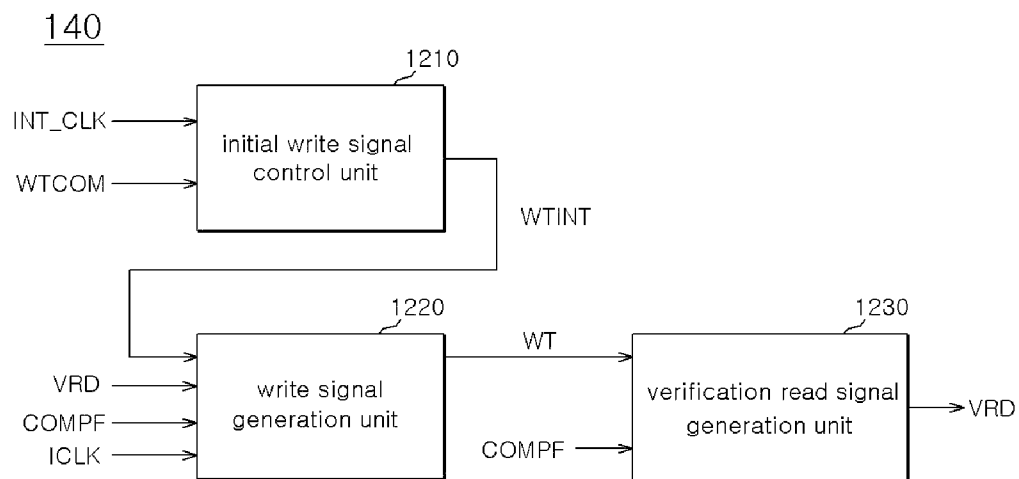 140
1210
INT_CLK
WTCOM
initial write signal
control unit
WTINT
1220
VRD
COMPF
ICLK
write signal
generation unit
WT
1230
COMPF
verification read signal
generation unit
VRD